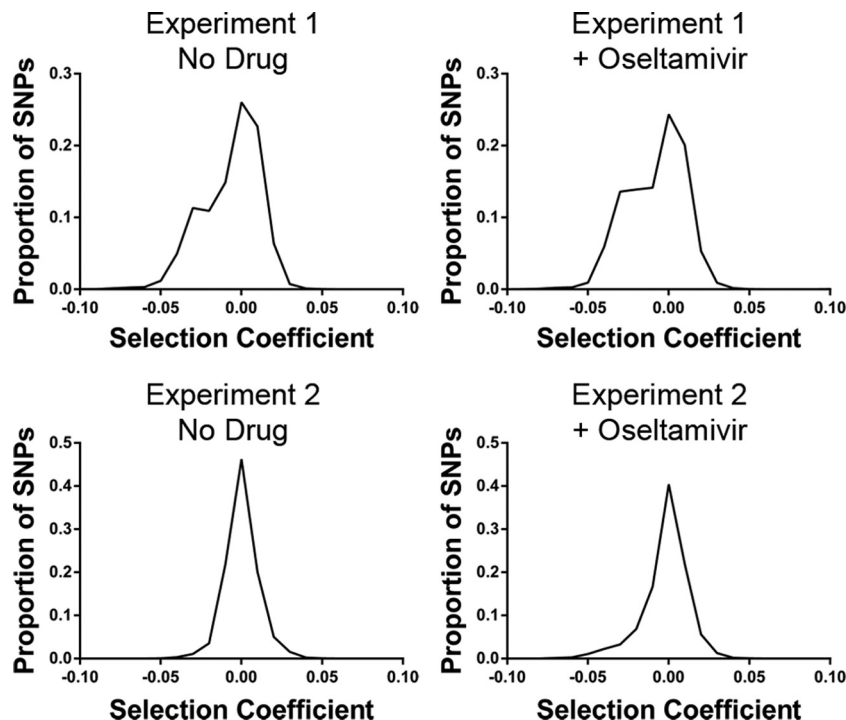 Experiment 1
No Drug
Proportion of SNPs
0.3
0.2
0.1
0.0
-0.10
-0.05
0.00
0.05
0.10
Selection Coefficient
Experiment 1
+ Oseltamivir
Proportion of SNPs
0.3
0.2
0.1
0.0
-0.10
-0.05
0.00
0.05
0.10
Selection Coefficient
Experiment 2
No Drug
Proportion of SNPs
0.5
0.4
0.3
0.2
0.1
0.0
-0.10
-0.05
0.00
0.05
0.10
Selection Coefficient
Experiment 2
+ Oseltamivir
Proportion of SNPs
0.5
0.4
0.3
0.2
0.1
0.0
-0.10
-0.05
0.00
0.05
0.10
Selection Coefficient